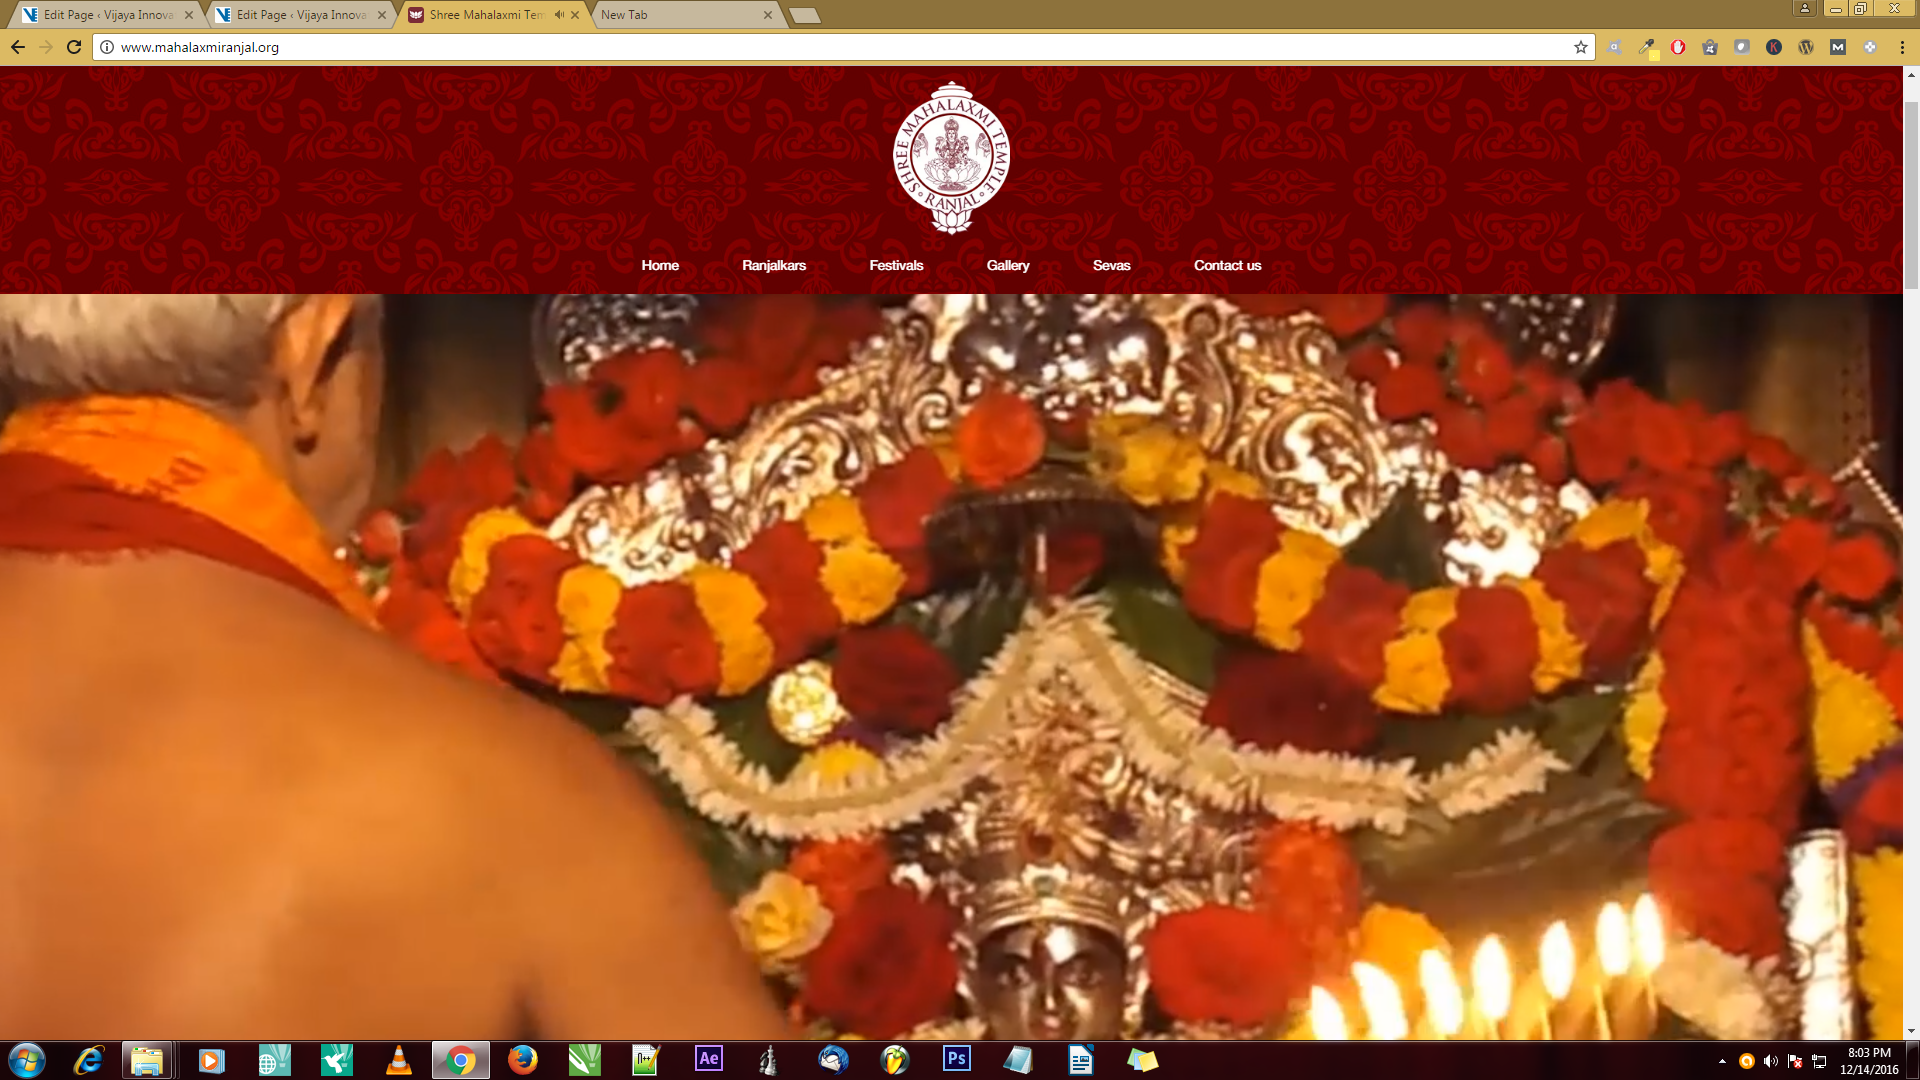 Edit Page ‹ Vijaya Innova
Edit Page ‹ Vijaya Innova
Shree Mahalaxmi Tem
New Tab
www.mahalaxmiranjal.org
SHREE MAHALAXMI TEMPLE
RANJAL
Home
Ranjalkars
Festivals
Gallery
Sevas
Contact us
n++
Ae
Ps
8:03 PM
12/14/2016